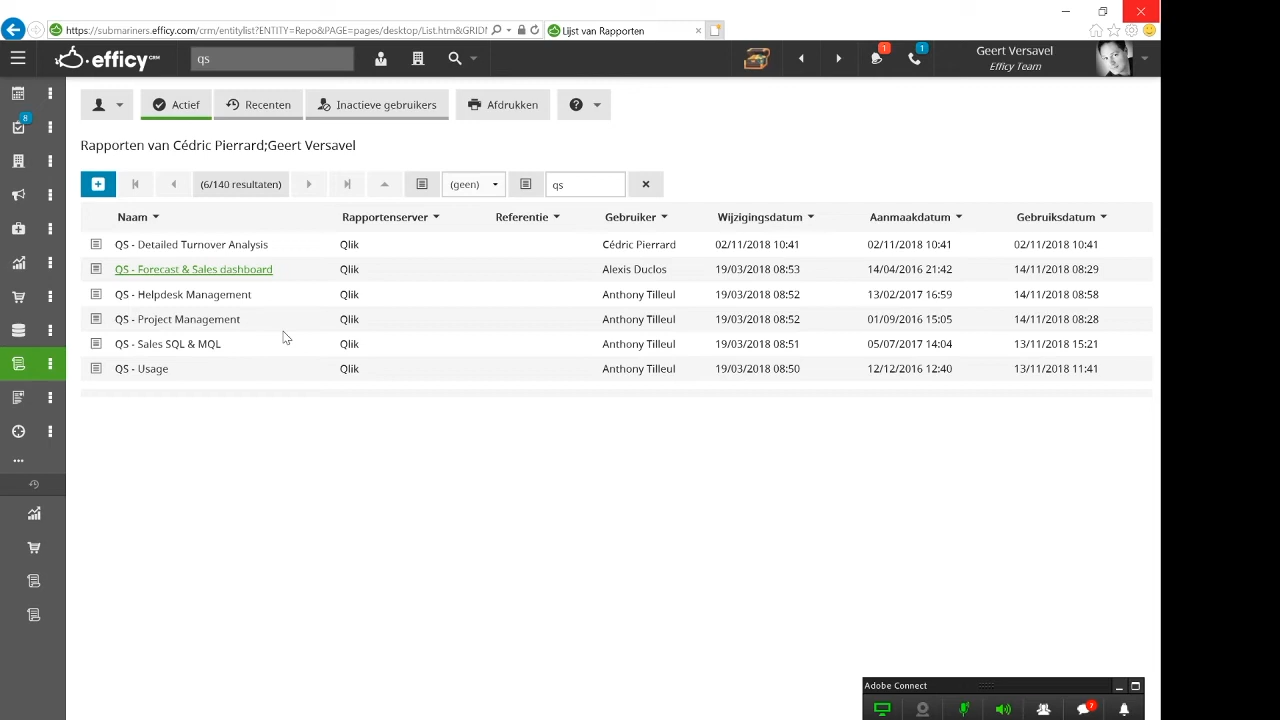 https://submariners.efficy.com/crm/entitylist?ENTITY=Repo&PAGE=pages/desktop/List.htm&GRIDM
Lijst van Rapporten
efficy CRM
qs
1
1
Geert Versavel
Efficy Team
8
Actief
Recenten
Inactieve gebruikers
Afdrukken
Rapporten van Cédric Pierrard;Geert Versavel
(6/140 resultaten)
(geen)
qs
Naam Rapportenserver Referentie Gebruiker Wijzigingsdatum Aanmaakdatum Gebruiksdatum
QS - Detailed Turnover Analysis Qlik Cédric Pierrard 02/11/2018 10:41 02/11/2018 10:41 02/11/2018 10:41
QS - Forecast & Sales dashboard Qlik Alexis Duclos 19/03/2018 08:53 14/04/2016 21:42 14/11/2018 08:29
QS - Helpdesk Management Qlik Anthony Tilleul 19/03/2018 08:52 13/02/2017 16:59 14/11/2018 08:58
QS - Project Management Qlik Anthony Tilleul 19/03/2018 08:52 01/09/2016 15:05 14/11/2018 08:28
QS - Sales SQL & MQL Qlik Anthony Tilleul 19/03/2018 08:51 05/07/2017 14:04 13/11/2018 15:21
QS - Usage Qlik Anthony Tilleul 19/03/2018 08:50 12/12/2016 12:40 13/11/2018 11:41
Adobe Connect
7